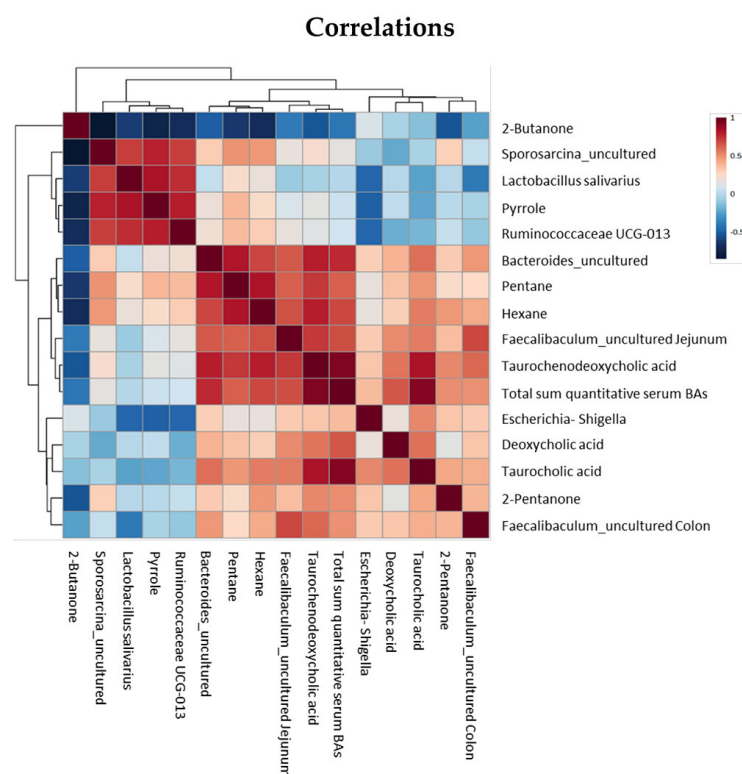 Correlations
2-Butanone
Sporosarcina_uncultured
Lactobacillus salivarius
Pyrrole
Ruminococcaceae UCG-013
Bacteroides_uncultured
Pentane
Hexane
Faecalibaculum_uncultured Jejunum
Taurochenodeoxycholic acid
Total sum quantitative serum BAs
Escherichia- Shigella
Deoxycholic acid
Taurocholic acid
2-Pentanone
Faecalibaculum_uncultured Colon
1
0.5
0
-0.5
2-Butanone
Sporosarcina_uncultured
Lactobacillus salivarius
Pyrrole
Ruminococcaceae UCG-013
Bacteroides_uncultured
Pentane
Hexane
Faecalibaculum_uncultured Jejunum
Taurochenodeoxycholic acid
Total sum quantitative serum BAs
Escherichia- Shigella
Deoxycholic acid
Taurocholic acid
2-Pentanone
Faecalibaculum_uncultured Colon